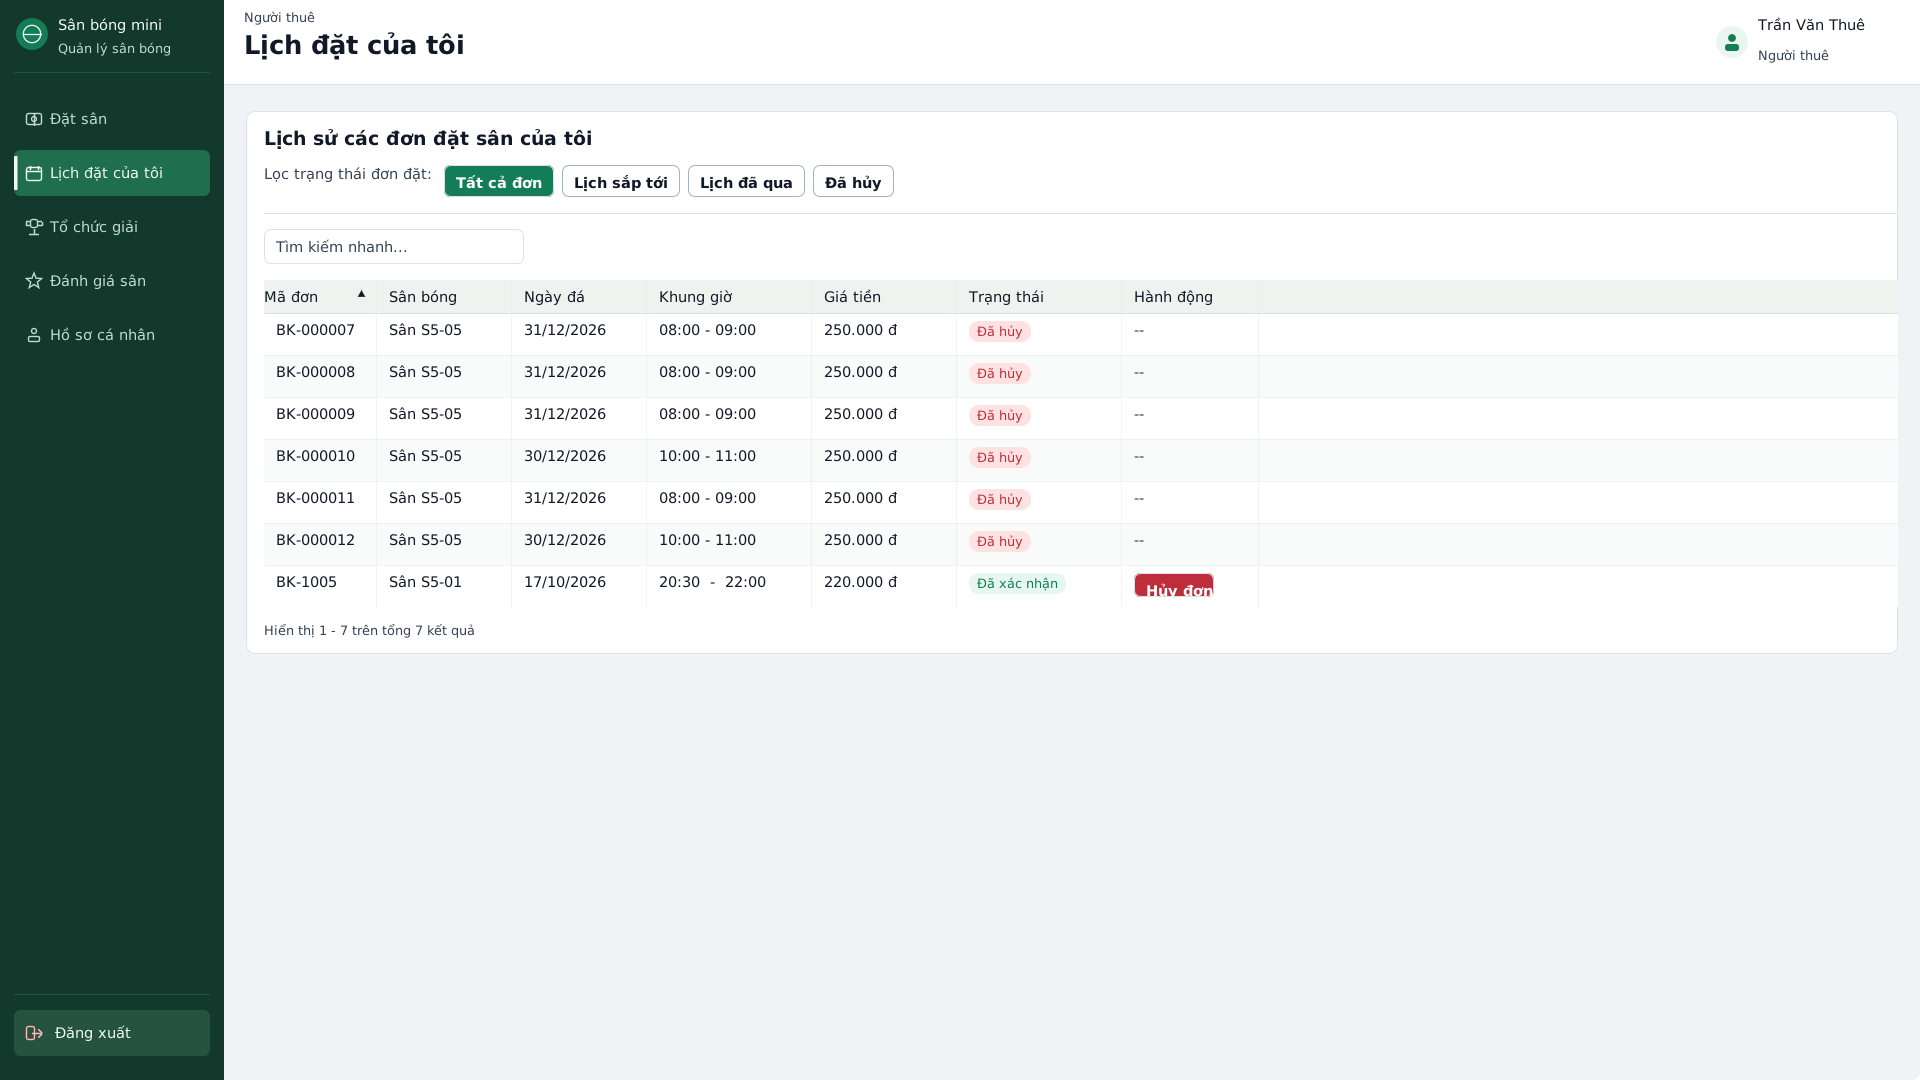 Sân bóng mini
Quản lý sân bóng
Đặt sân
Lịch đặt của tôi
Tổ chức giải
Đánh giá sân
Hồ sơ cá nhân
Đăng xuất
Người thuê
Lịch đặt của tôi
Trần Văn Thuê
Người thuê
Lịch sử các đơn đặt sân của tôi
Lọc trạng thái đơn đặt: Tất cả đơn Lịch sắp tới Lịch đã qua Đã hủy
Tìm kiếm nhanh...
Mã đơn ▲ Sân bóng Ngày đá Khung giờ Giá tiền Trạng thái Hành động
BK-000007 Sân S5-05 31/12/2026 08:00 - 09:00 250.000 đ Đã hủy --
BK-000008 Sân S5-05 31/12/2026 08:00 - 09:00 250.000 đ Đã hủy --
BK-000009 Sân S5-05 31/12/2026 08:00 - 09:00 250.000 đ Đã hủy --
BK-000010 Sân S5-05 30/12/2026 10:00 - 11:00 250.000 đ Đã hủy --
BK-000011 Sân S5-05 31/12/2026 08:00 - 09:00 250.000 đ Đã hủy --
BK-000012 Sân S5-05 30/12/2026 10:00 - 11:00 250.000 đ Đã hủy --
BK-1005 Sân S5-01 17/10/2026 20:30 - 22:00 220.000 đ Đã xác nhận Hủy đơn
Hiển thị 1 - 7 trên tổng 7 kết quả